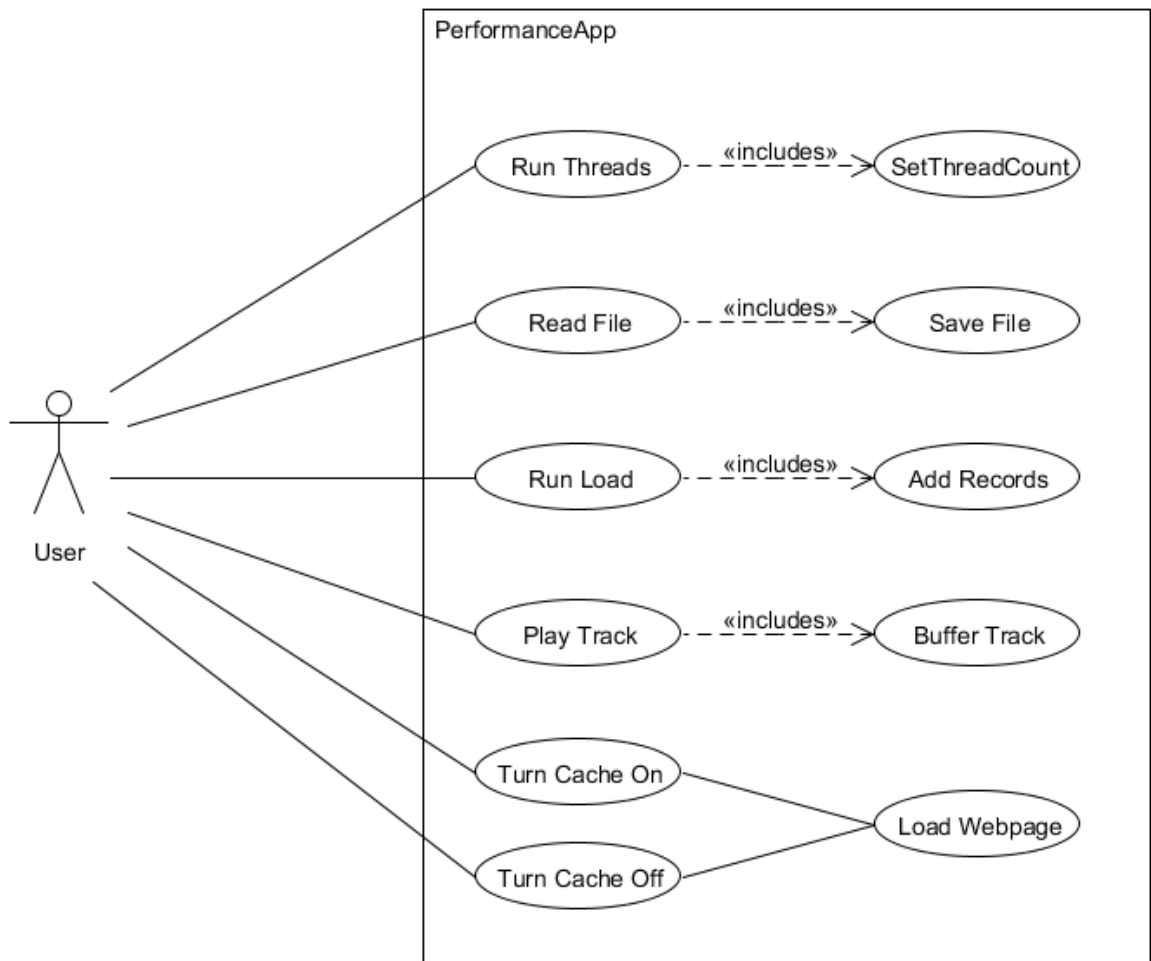 PerformanceApp
Run Threads
«includes»
SetThreadCount
Read File
«includes»
Save File
Run Load
«includes»
Add Records
User
Play Track
«includes»
Buffer Track
Turn Cache On
Load Webpage
Turn Cache Off